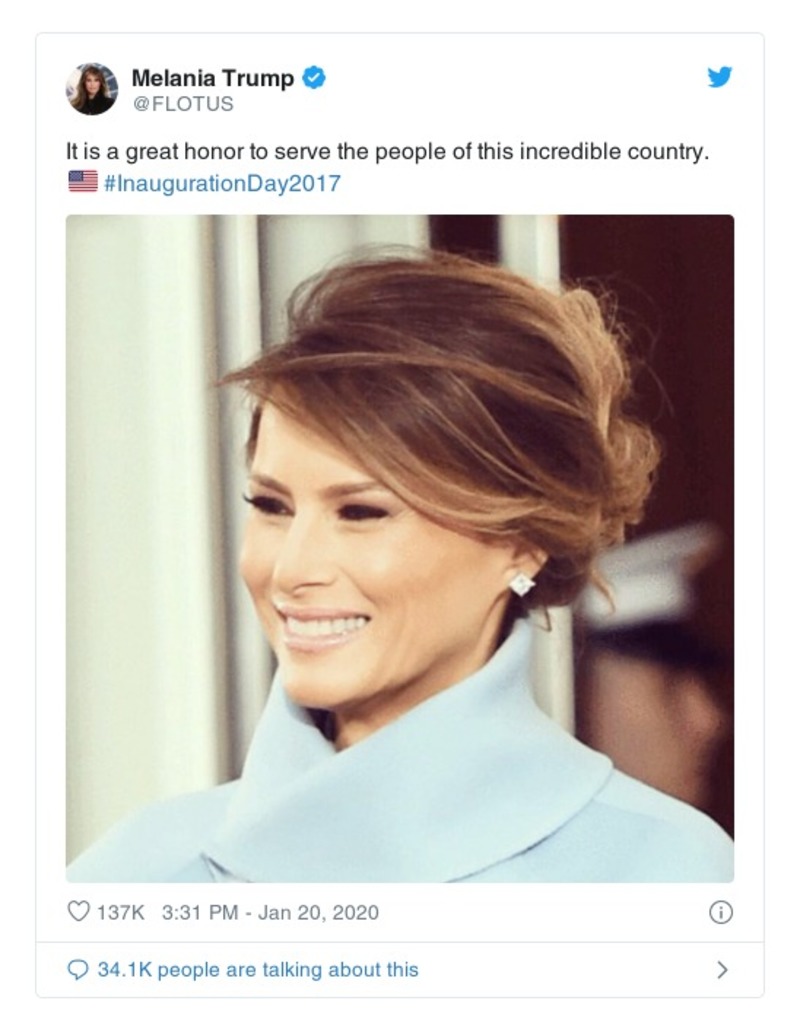 Melania Trump
@FLOTUS
It is a great honor to serve the people of this incredible country.
🇺🇸 #InaugurationDay2017
137K 3:31 PM - Jan 20, 2020
34.1K people are talking about this